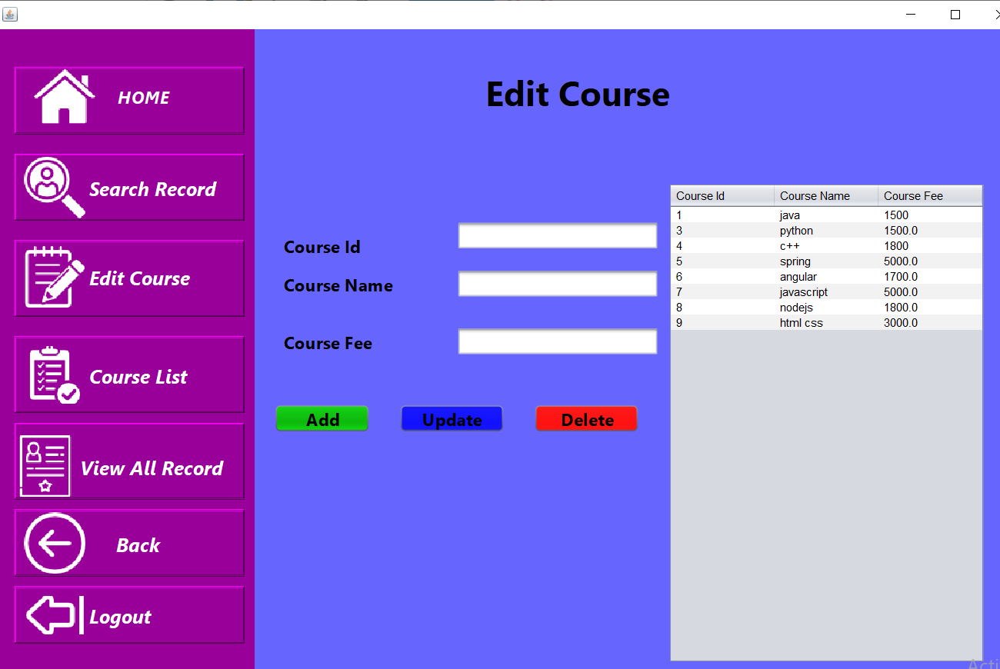 HOME
Search Record
Edit Course
Course List
View All Record
Back
Logout
Edit Course
Course Id
Course Name
Course Fee
Add Update Delete
Course Id Course Name Course Fee
1 java 1500
3 python 1500.0
4 c++ 1800
5 spring 5000.0
6 angular 1700.0
7 javascript 5000.0
8 nodejs 1800.0
9 html css 3000.0